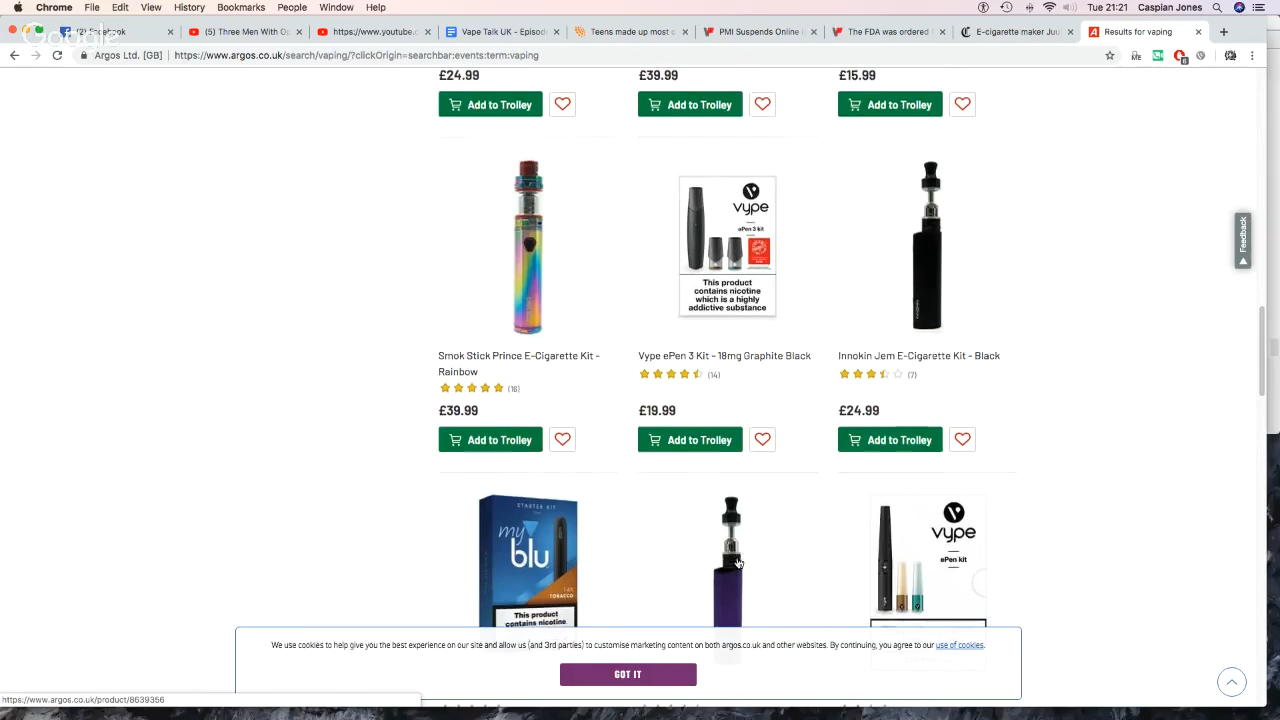 Chrome File Edit View History Bookmarks People Window Help
Tue 21:21 Caspian Jones
Facebook
(5) Three Men With Os
https://www.youtube.c
Vape Talk UK - Episod
Teens made up most o
PMI Suspends Online
The FDA was ordered
E-cigarette maker Juu
Results for vaping
Google
Argos Ltd. [GB] https://www.argos.co.uk/search/vaping/?clickOrigin=searchbar:events:term:vaping
£24.99 £39.99 £15.99
Add to Trolley Add to Trolley Add to Trolley
vype
ePen 3 kit
This product
contains nicotine
which is a highly
addictive substance
Feedback
Smok Stick Prince E-Cigarette Kit -
Rainbow
(16)
£39.99
Add to Trolley
Vype ePen 3 Kit - 18mg Graphite Black
(14)
£19.99
Add to Trolley
Innokin Jem E-Cigarette Kit - Black
(7)
£24.99
Add to Trolley
STARTER KIT
my
blu
TOBACCO
This product
contains nicotine
vype
ePen kit
We use cookies to help give you the best experience on our site and allow us (and 3rd parties) to customise marketing content on both argos.co.uk and other websites. By continuing, you agree to our use of cookies.
GOT IT
https://www.argos.co.uk/product/8639356